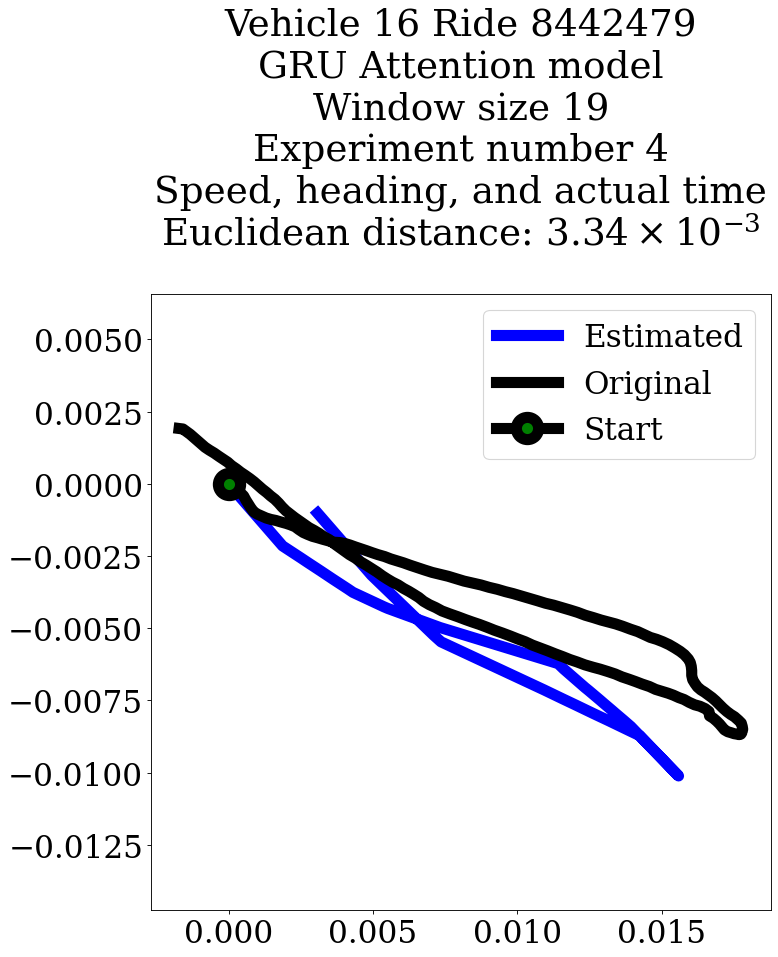 Vehicle 16 Ride 8442479
GRU Attention model
Window size 19
Experiment number 4
Speed, heading, and actual time
Euclidean distance: 3.34 × 10⁻³
Estimated
Original
Start
0.0050
0.0025
0.0000
−0.0025
−0.0050
−0.0075
−0.0100
−0.0125
0.000 0.005 0.010 0.015